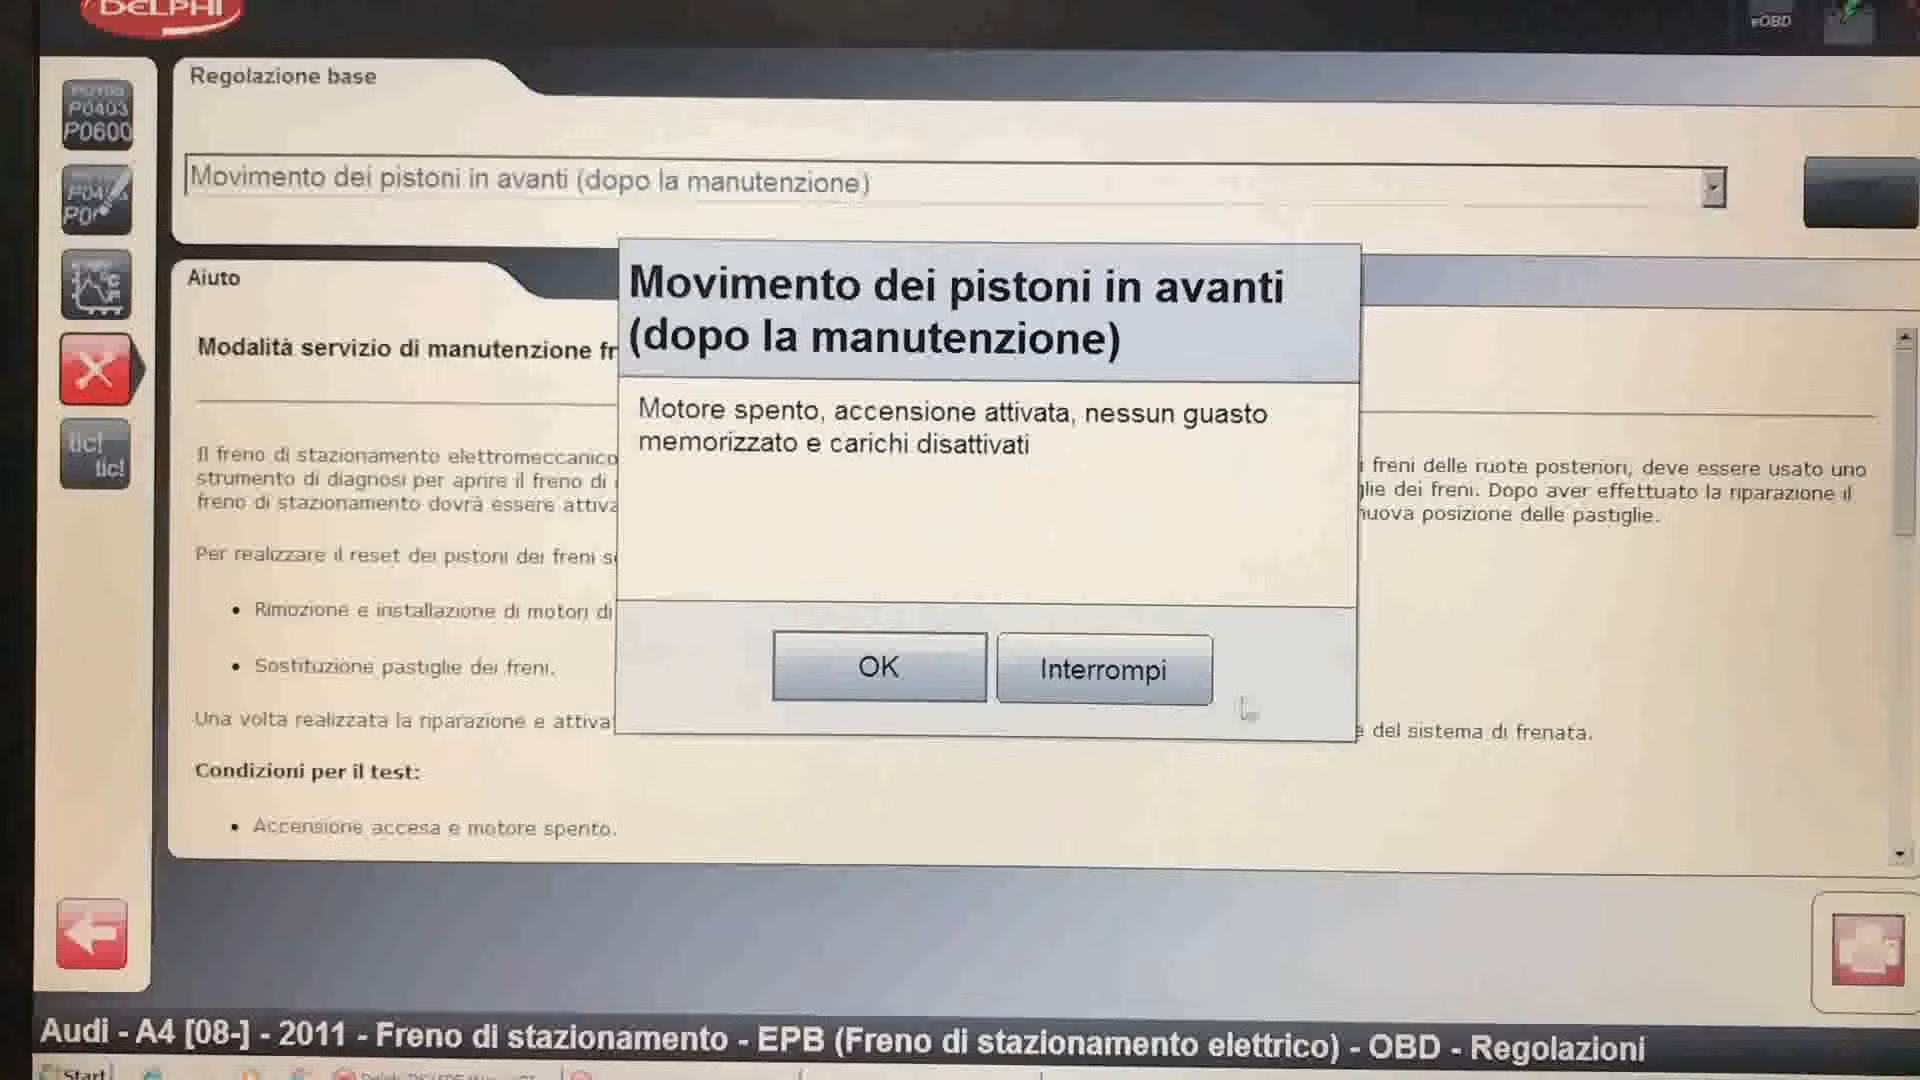 DELPHI
eOBD
Regolazione base
P0403
P0600
Movimento dei pistoni in avanti (dopo la manutenzione)
Aiuto
Movimento dei pistoni in avanti
(dopo la manutenzione)
Modalità servizio di manutenzione fr
Motore spento, accensione attivata, nessun guasto
memorizzato e carichi disattivati
Il freno di stazionamento elettromeccanico
i freni delle ruote posteriori, deve essere usato uno
strumento di diagnosi per aprire il freno di
glie dei freni. Dopo aver effettuato la riparazione il
freno di stazionamento dovrà essere attiva
nuova posizione delle pastiglie.
Per realizzare il reset dei pistoni dei freni s
• Rimozione e installazione di motori di
• Sostituzione pastiglie dei freni.
OK
Interrompi
Una volta realizzata la riparazione e attiva
e del sistema di frenata.
Condizioni per il test:
• Accensione accesa e motore spento.
tic!
tic!
Audi - A4 [08-] - 2011 - Freno di stazionamento - EPB (Freno di stazionamento elettrico) - OBD - Regolazioni
Start